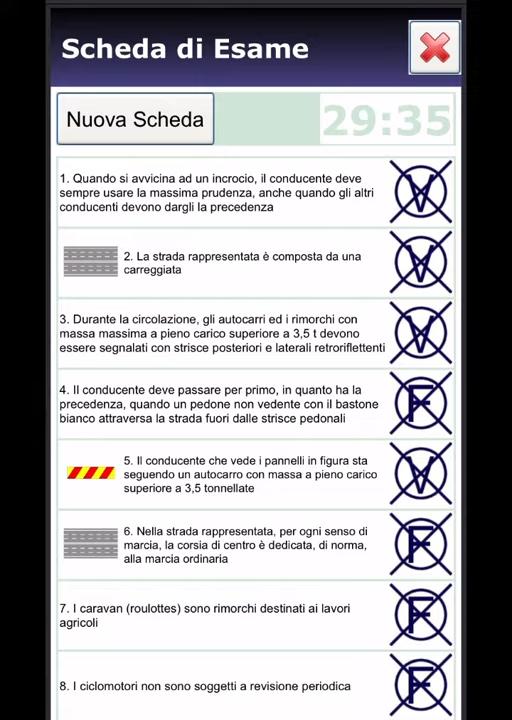 Scheda di Esame
Nuova Scheda
29:35
1. Quando si avvicina ad un incrocio, il conducente deve
sempre usare la massima prudenza, anche quando gli altri
conducenti devono dargli la precedenza
V
2. La strada rappresentata è composta da una
carreggiata
V
3. Durante la circolazione, gli autocarri ed i rimorchi con
massa massima a pieno carico superiore a 3,5 t devono
essere segnalati con strisce posteriori e laterali retroriflettenti
V
4. Il conducente deve passare per primo, in quanto ha la
precedenza, quando un pedone non vedente con il bastone
bianco attraversa la strada fuori dalle strisce pedonali
F
5. Il conducente che vede i pannelli in figura sta
seguendo un autocarro con massa a pieno carico
superiore a 3,5 tonnellate
V
6. Nella strada rappresentata, per ogni senso di
marcia, la corsia di centro è dedicata, di norma,
alla marcia ordinaria
F
7. I caravan (roulottes) sono rimorchi destinati ai lavori
agricoli
F
8. I ciclomotori non sono soggetti a revisione periodica
F